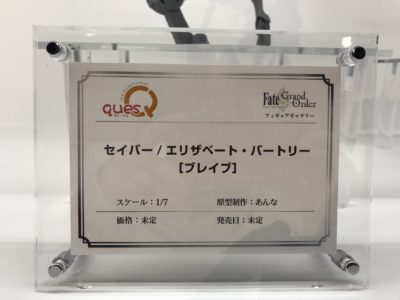 quesQ
Fate/Grand Order
フィギュアギャラリー
セイバー / エリザベート・バートリー
[ブレイブ]
スケール：1/7　原型制作：あんな
価格：未定　発売日：未定